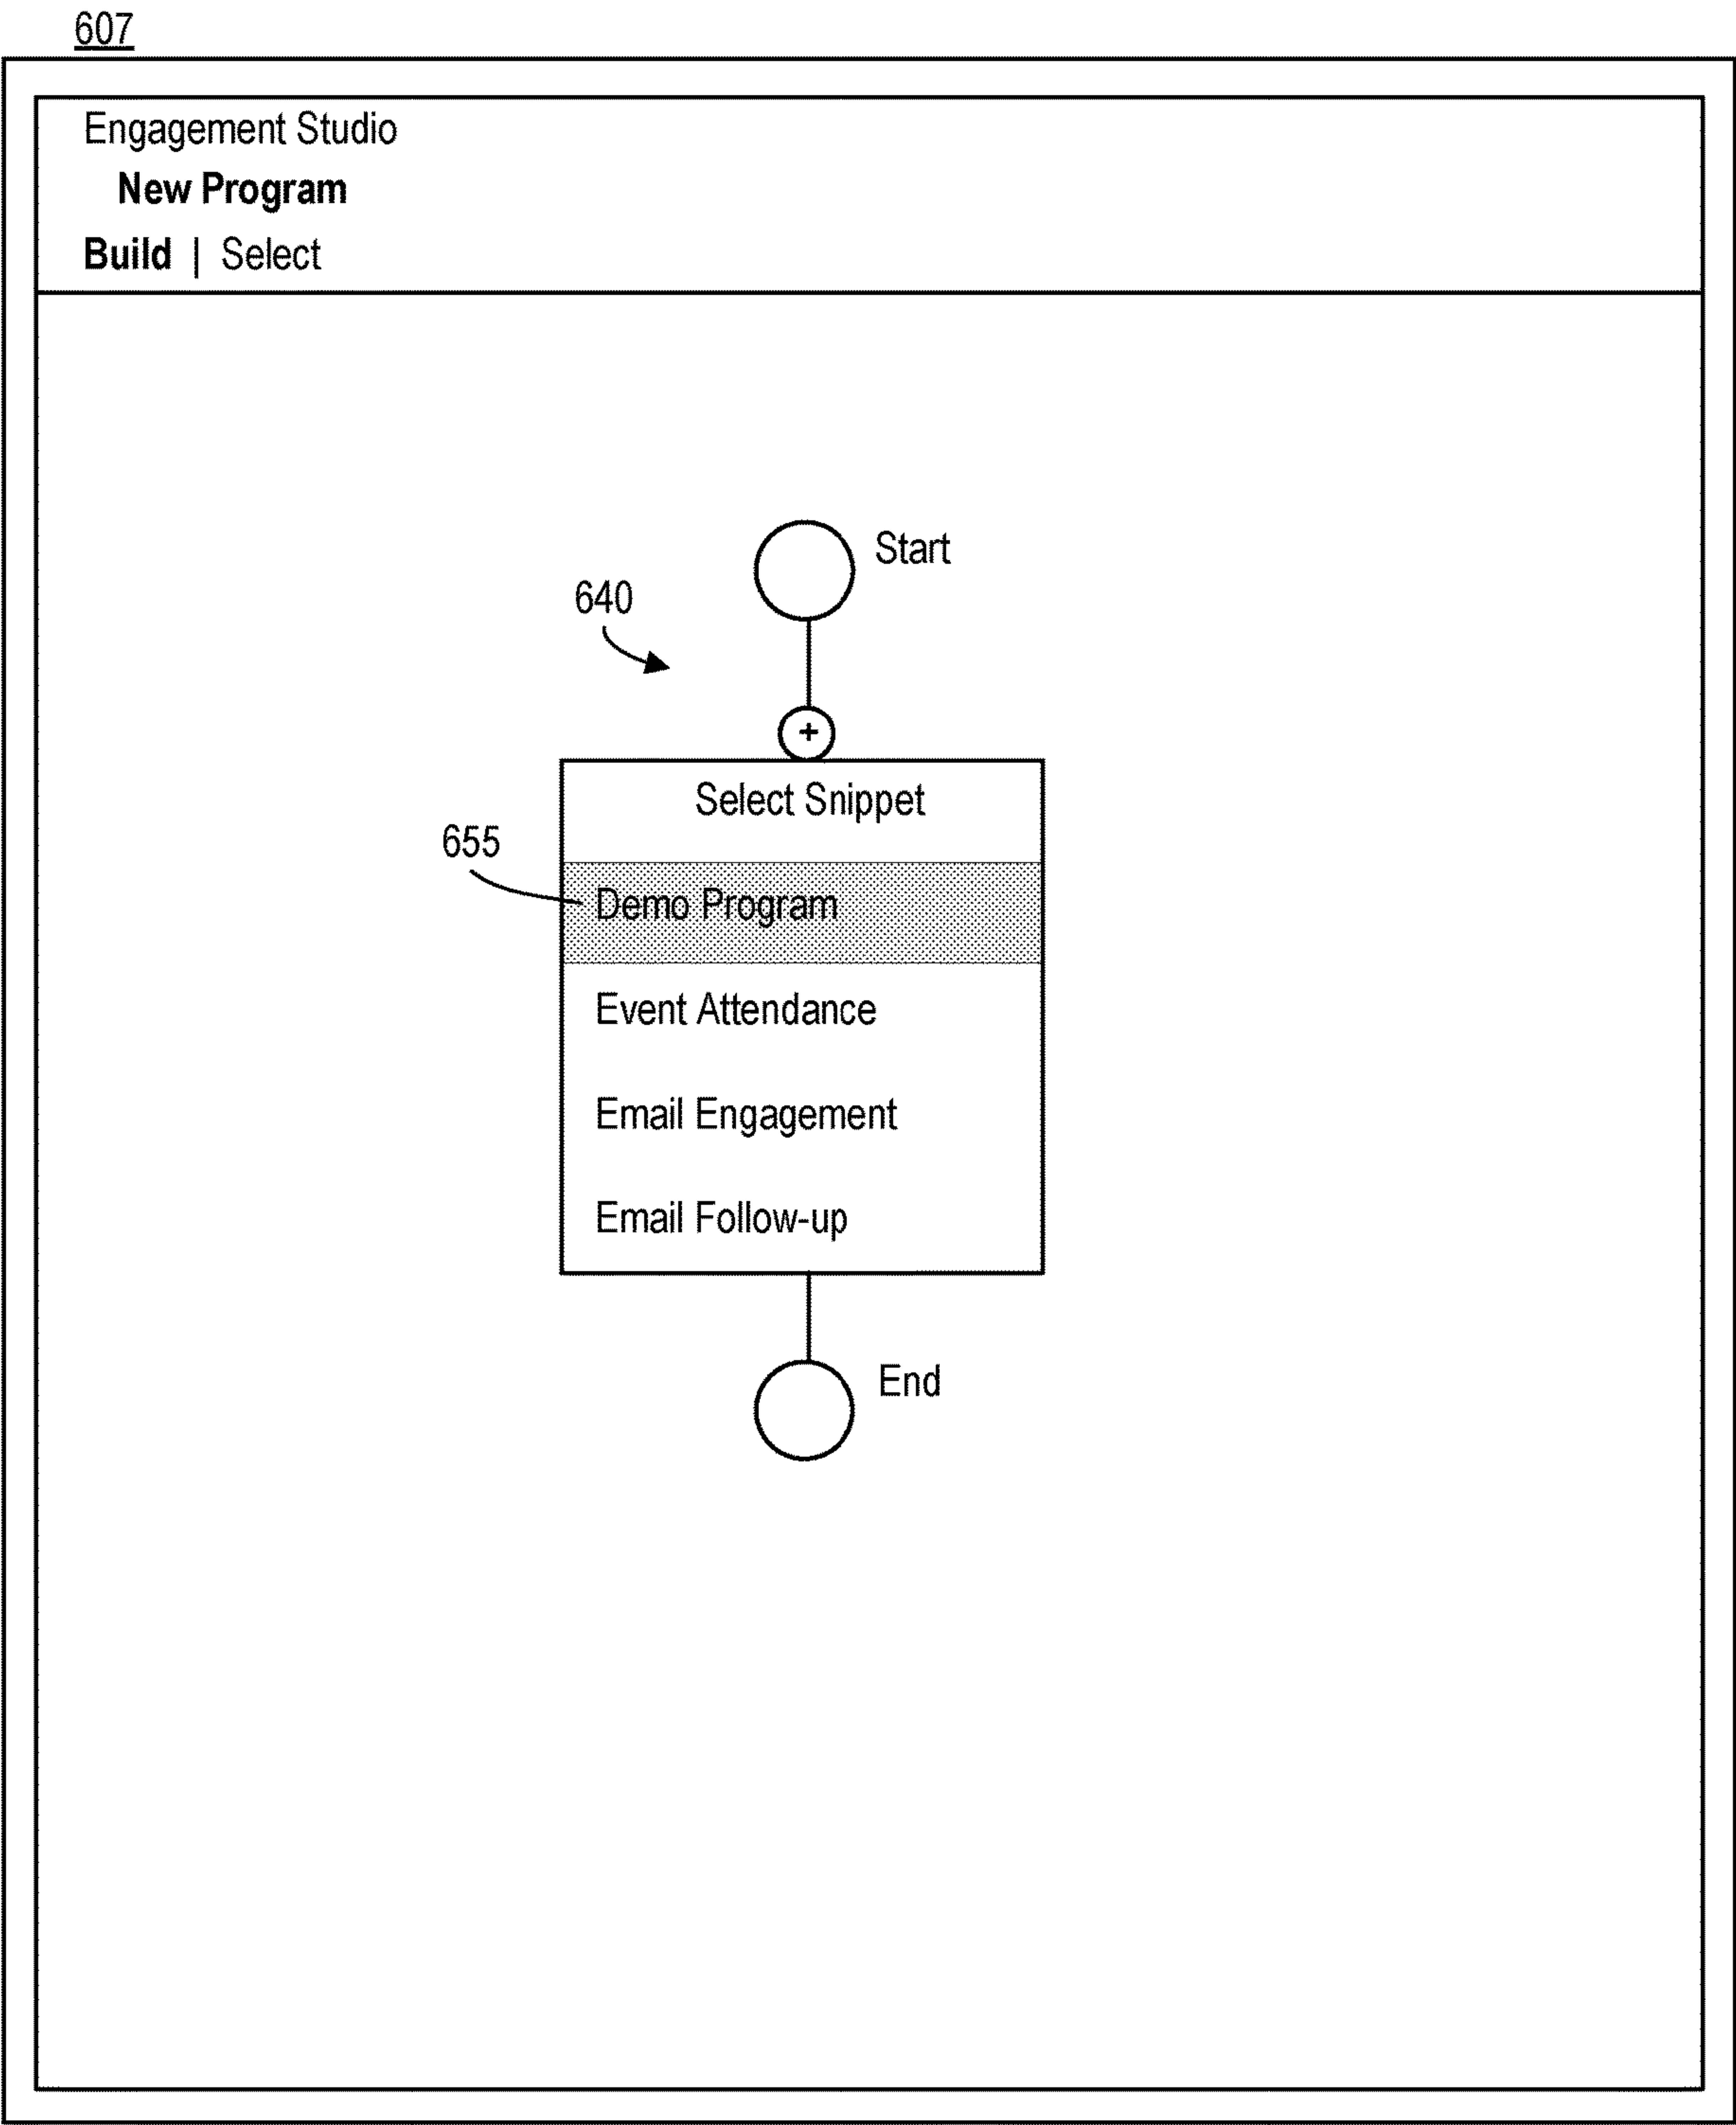 607
Engagement Studio
New Program
Build | Select
Start
640
+
Select Snippet
655
Demo Program
Event Attendance
Email Engagement
Email Follow-up
End